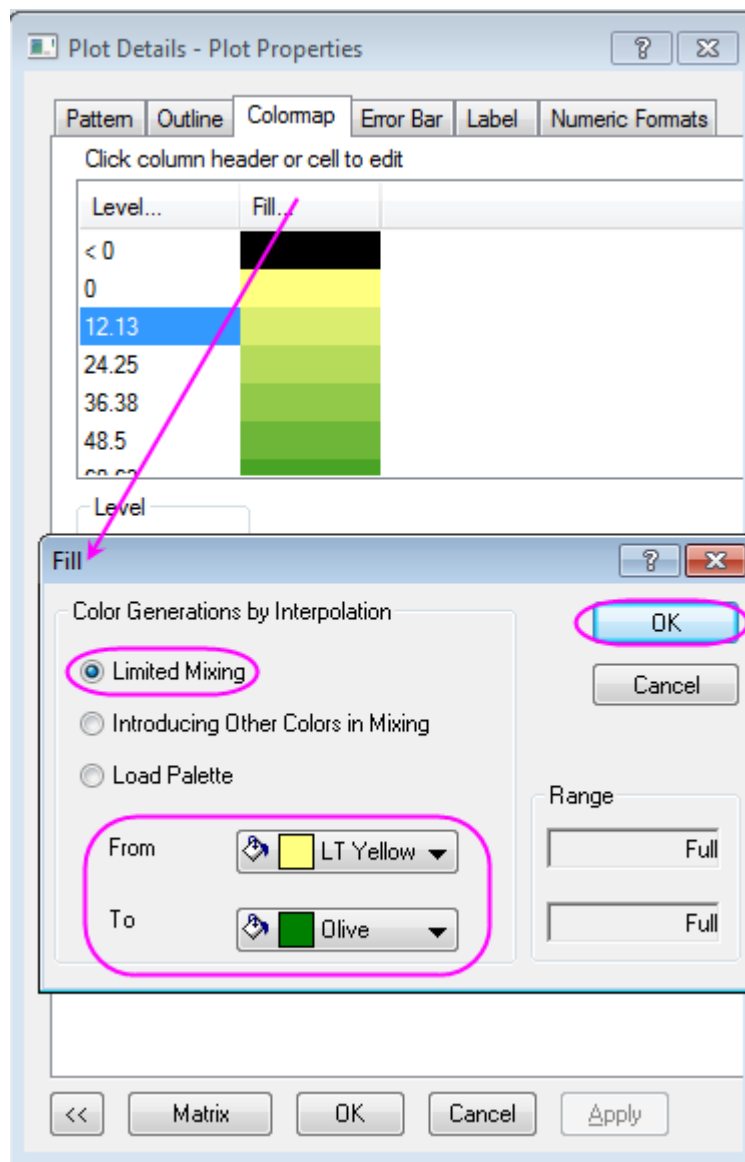 Plot Details - Plot Properties
Pattern Outline Colormap Error Bar Label Numeric Formats
Click column header or cell to edit
Level... Fill...
< 0
0
12.13
24.25
36.38
48.5
Level
Fill
Color Generations by Interpolation
OK
Limited Mixing
Cancel
Introducing Other Colors in Mixing
Load Palette
Range
From LT Yellow Full
To Olive Full
<< Matrix OK Cancel Apply